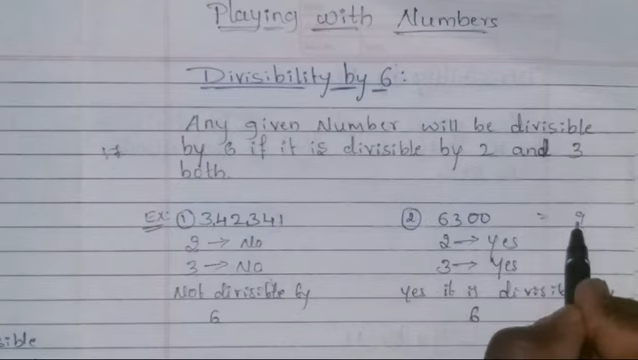 Playing with Numbers
Divisibility by 6:
Any given Number will be divisible
by 6 if it is divisible by 2 and 3
both.
Ex: ① 342341
2 → No
3 → No
Not divisible by
6
② 6300 = 9
2 → yes
3 → Yes
yes it is
6
sible